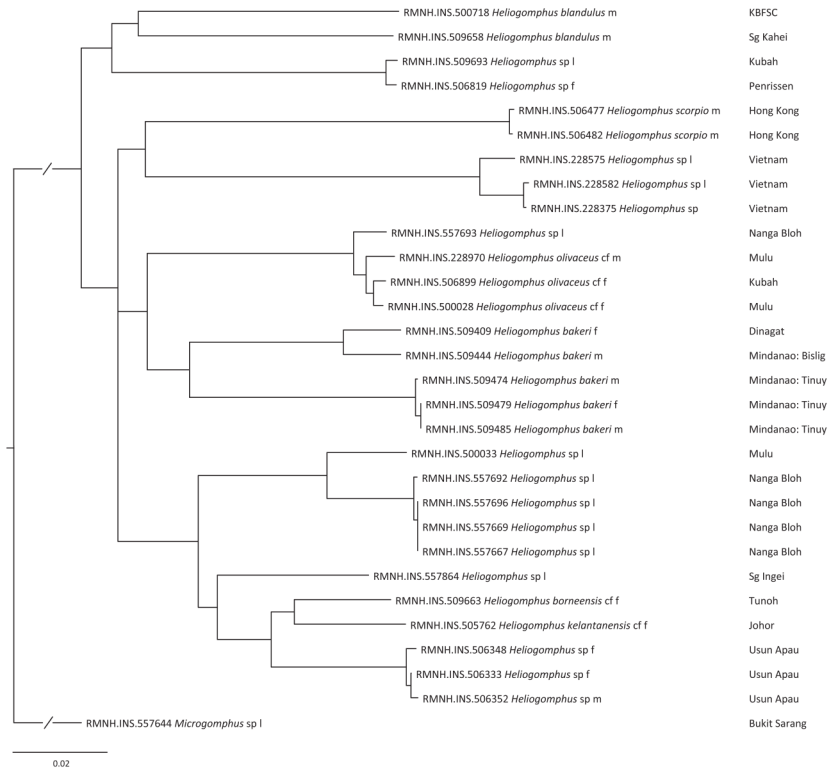 RMNH.INS.500718 Heliogomphus blandulus m KBFSC
RMNH.INS.509658 Heliogomphus blandulus m Sg Kahei
RMNH.INS.509693 Heliogomphus sp l Kubah
RMNH.INS.506819 Heliogomphus sp f Penrissen
RMNH.INS.506477 Heliogomphus scorpio m Hong Kong
RMNH.INS.506482 Heliogomphus scorpio m Hong Kong
RMNH.INS.228575 Heliogomphus sp l Vietnam
RMNH.INS.228582 Heliogomphus sp l Vietnam
RMNH.INS.228375 Heliogomphus sp Vietnam
RMNH.INS.557693 Heliogomphus sp l Nanga Bloh
RMNH.INS.228970 Heliogomphus olivaceus cf m Mulu
RMNH.INS.506899 Heliogomphus olivaceus cf f Kubah
RMNH.INS.500028 Heliogomphus olivaceus cf f Mulu
RMNH.INS.509409 Heliogomphus bakeri f Dinagat
RMNH.INS.509444 Heliogomphus bakeri m Mindanao: Bislig
RMNH.INS.509474 Heliogomphus bakeri m Mindanao: Tinuy
RMNH.INS.509479 Heliogomphus bakeri f Mindanao: Tinuy
RMNH.INS.509485 Heliogomphus bakeri m Mindanao: Tinuy
RMNH.INS.500033 Heliogomphus sp l Mulu
RMNH.INS.557692 Heliogomphus sp l Nanga Bloh
RMNH.INS.557696 Heliogomphus sp l Nanga Bloh
RMNH.INS.557669 Heliogomphus sp l Nanga Bloh
RMNH.INS.557667 Heliogomphus sp l Nanga Bloh
RMNH.INS.557864 Heliogomphus sp l Sg Ingei
RMNH.INS.509663 Heliogomphus borneensis cf f Tunoh
RMNH.INS.505762 Heliogomphus kelantanensis cf f Johor
RMNH.INS.506348 Heliogomphus sp f Usun Apau
RMNH.INS.506333 Heliogomphus sp f Usun Apau
RMNH.INS.506352 Heliogomphus sp m Usun Apau
RMNH.INS.557644 Microgomphus sp l Bukit Sarang
0.02